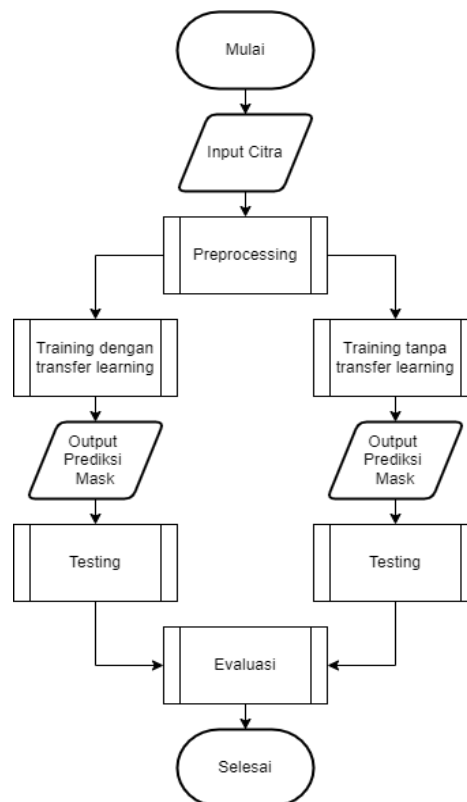 Mulai
Input Citra
Preprocessing
Training dengan
transfer learning
Training tanpa
transfer learning
Output
Prediksi
Mask
Output
Prediksi
Mask
Testing
Testing
Evaluasi
Selesai